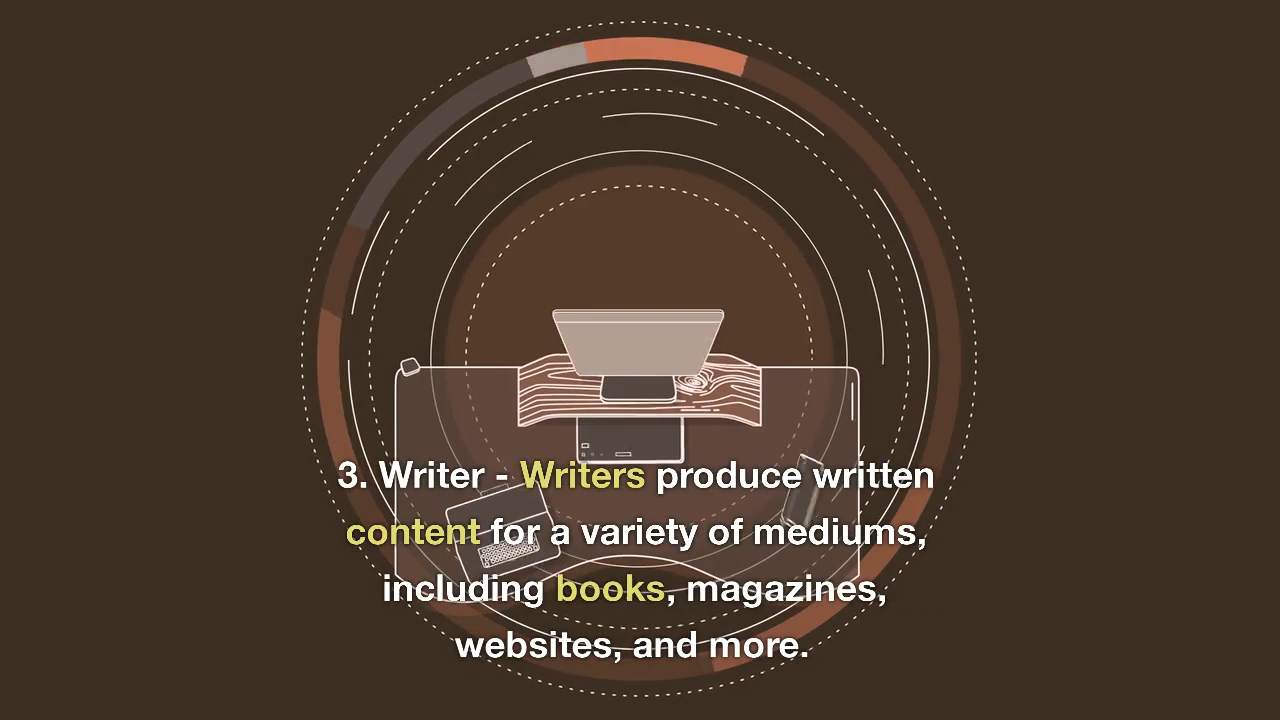 3. Writer - Writers produce written
content for a variety of mediums,
including books, magazines,
websites, and more.